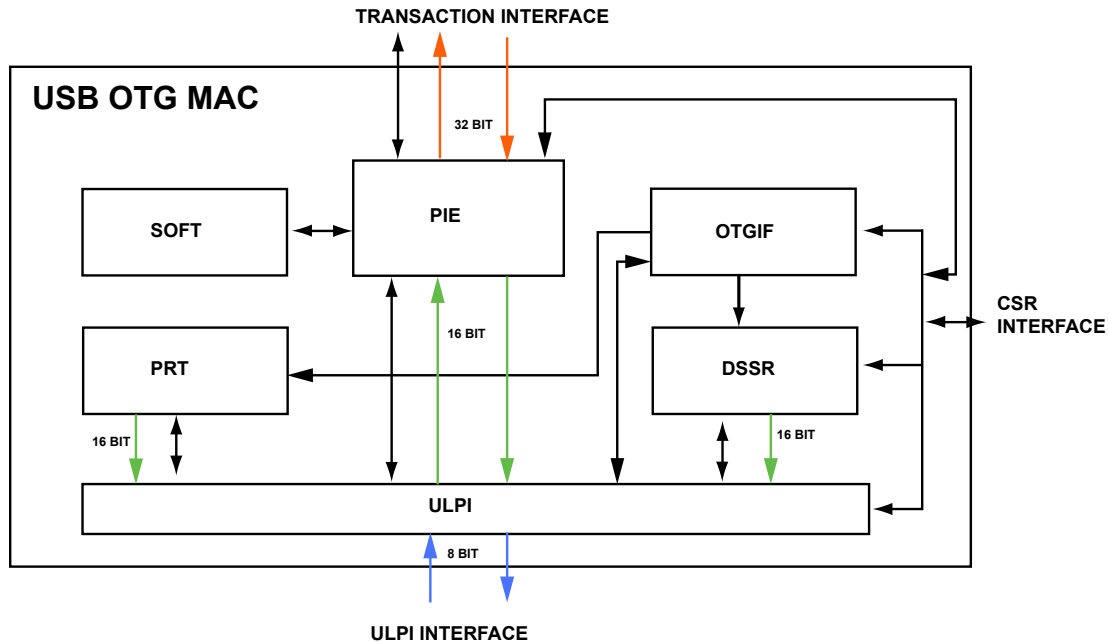 TRANSACTION INTERFACE
USB OTG MAC
32 BIT
PIE
SOFT
OTGIF
CSR
INTERFACE
16 BIT
PRT
DSSR
16 BIT
16 BIT
ULPI
8 BIT
ULPI INTERFACE